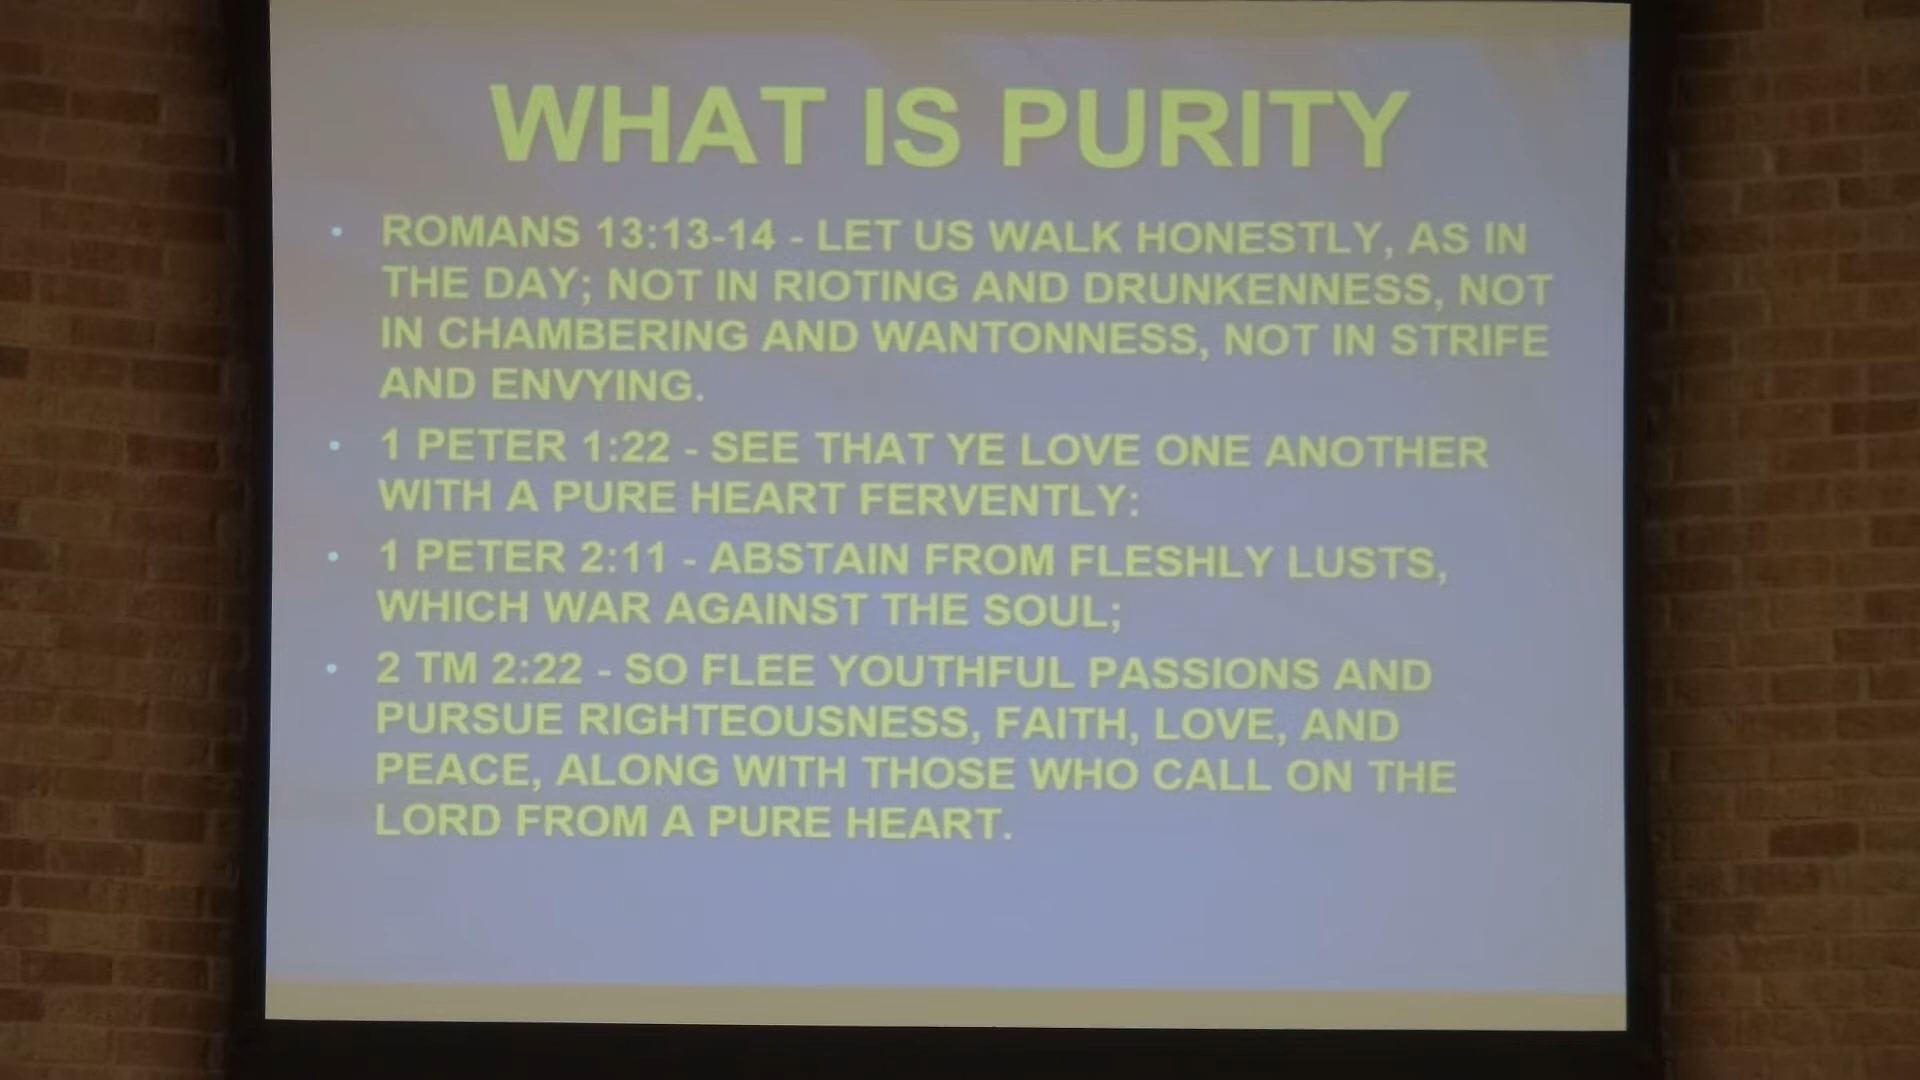 WHAT IS PURITY
• ROMANS 13:13-14 - LET US WALK HONESTLY, AS IN
THE DAY; NOT IN RIOTING AND DRUNKENNESS, NOT
IN CHAMBERING AND WANTONNESS, NOT IN STRIFE
AND ENVYING.
• 1 PETER 1:22 - SEE THAT YE LOVE ONE ANOTHER
WITH A PURE HEART FERVENTLY:
• 1 PETER 2:11 - ABSTAIN FROM FLESHLY LUSTS,
WHICH WAR AGAINST THE SOUL;
• 2 TM 2:22 - SO FLEE YOUTHFUL PASSIONS AND
PURSUE RIGHTEOUSNESS, FAITH, LOVE, AND
PEACE, ALONG WITH THOSE WHO CALL ON THE
LORD FROM A PURE HEART.